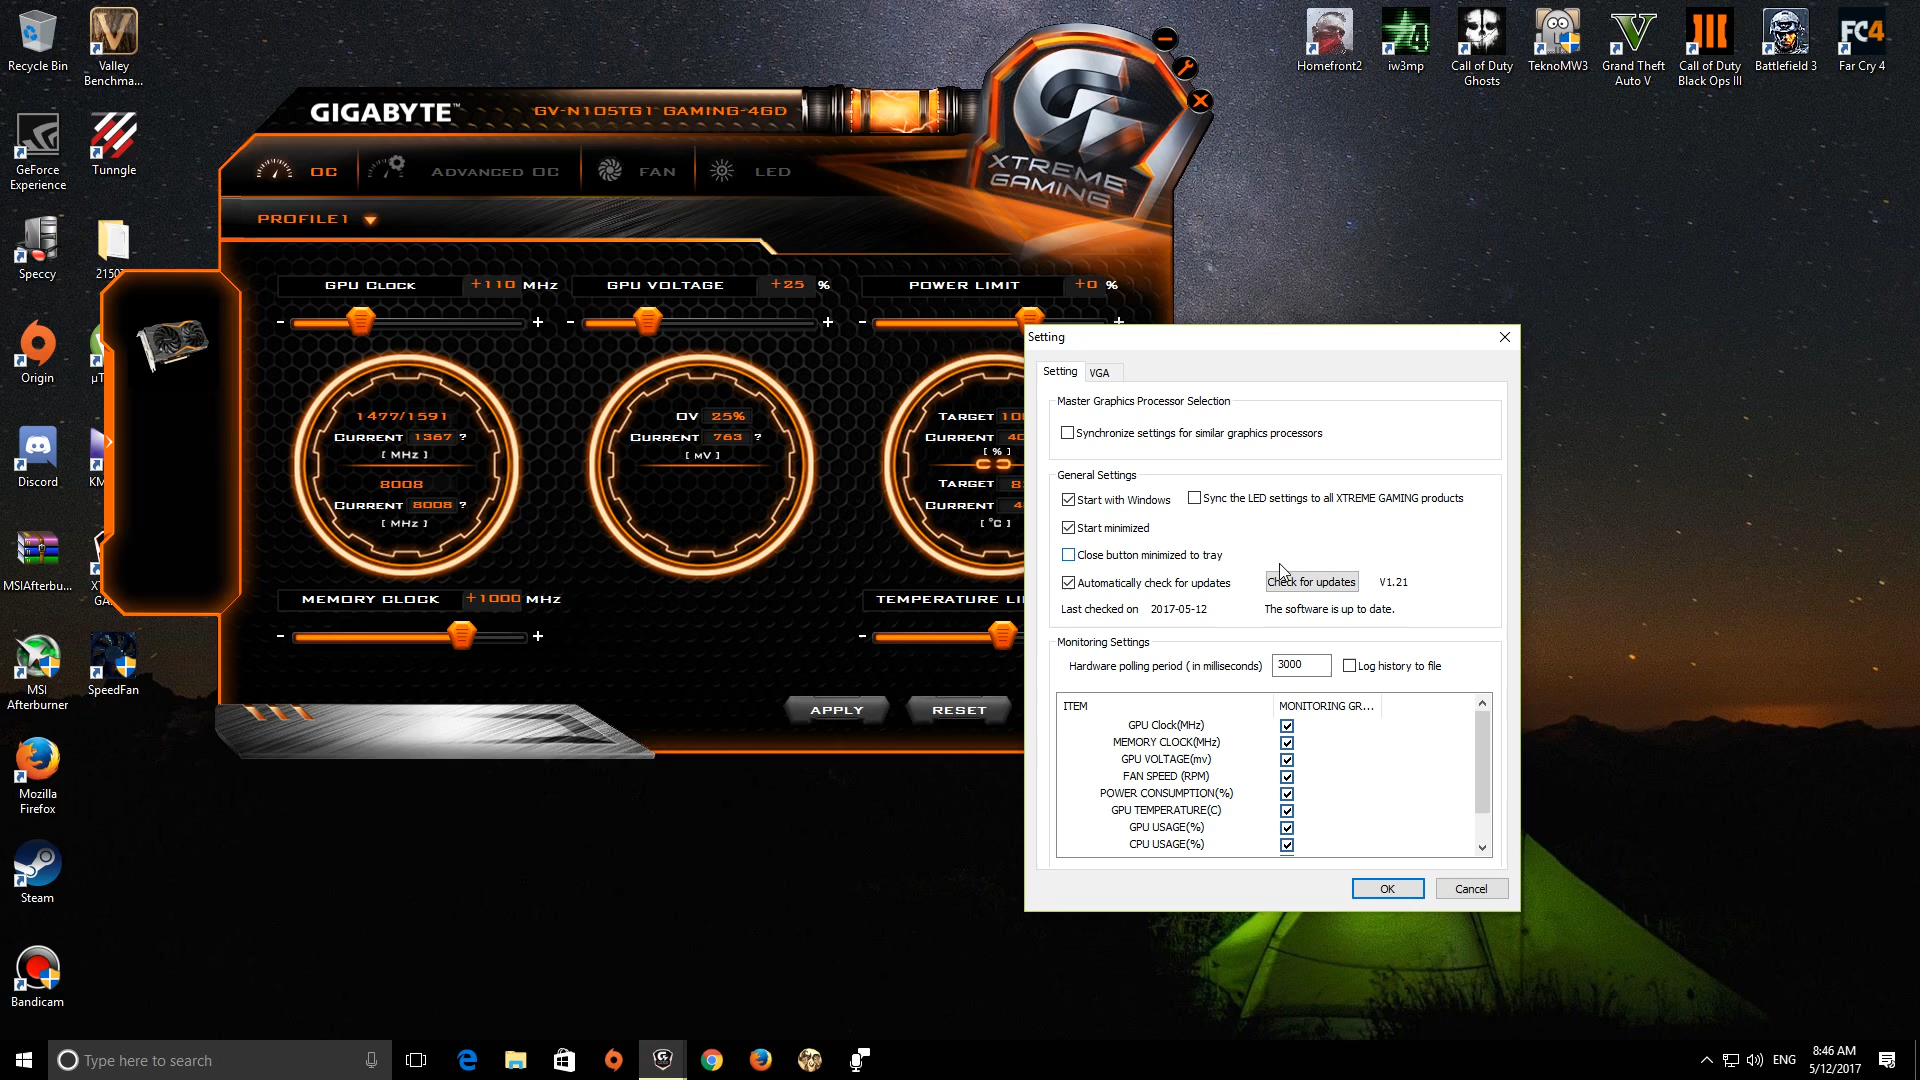 Recycle Bin
Valley Benchma...
GeForce Experience
Tunngle
Speccy
Origin
Discord
MSIAfterbu...
MSI Afterburner
SpeedFan
Mozilla Firefox
Steam
Bandicam
Homefront2
iw3mp
Call of Duty Ghosts
TeknoMW3
Grand Theft Auto V
Call of Duty Black Ops III
Battlefield 3
Far Cry 4
GIGABYTE™
GV-N105TG1 GAMING-4GD
XTREME GAMING
OC
ADVANCED OC
FAN
LED
PROFILE1
GPU CLOCK +110 MHZ
GPU VOLTAGE +25 %
POWER LIMIT +0 %
- +
- +
- +
1477/1591
CURRENT 1367 ?
[ MHZ ]
8008
CURRENT 8008 ?
[ MHZ ]
OV 25%
CURRENT 763 ?
[ MV ]
TARGET
CURRENT
[ % ]
TARGET
CURRENT
[ °C ]
MEMORY CLOCK +1000 MHZ
- +
TEMPERATURE LI
-
APPLY
RESET
Setting
Setting
VGA
Master Graphics Processor Selection
Synchronize settings for similar graphics processors
General Settings
Start with Windows
Sync the LED settings to all XTREME GAMING products
Start minimized
Close button minimized to tray
Automatically check for updates
Check for updates
V1.21
Last checked on 2017-05-12
The software is up to date.
Monitoring Settings
Hardware polling period ( in milliseconds) 3000
Log history to file
ITEM MONITORING GR...
GPU Clock(MHz)
MEMORY CLOCK(MHz)
GPU VOLTAGE(mv)
FAN SPEED (RPM)
POWER CONSUMPTION(%)
GPU TEMPERATURE(C)
GPU USAGE(%)
CPU USAGE(%)
OK
Cancel
Type here to search
ENG
8:46 AM
5/12/2017